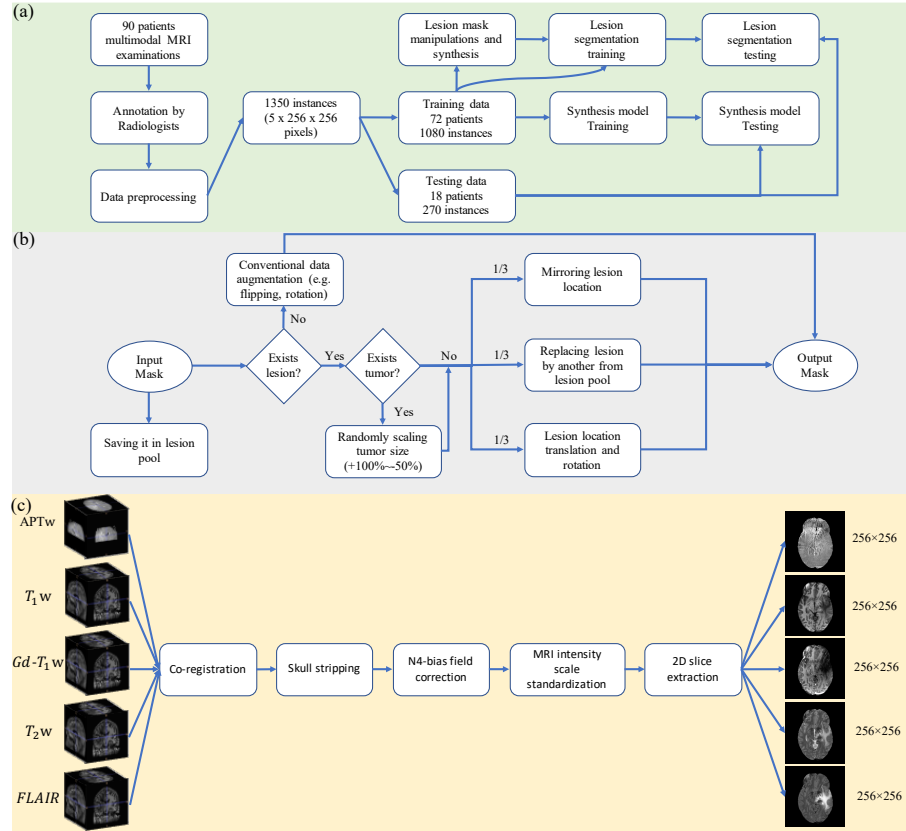 (a)
90 patients
multimodal MRI
examinations
Annotation by
Radiologists
Data preprocessing
1350 instances
(5 x 256 x 256
pixels)
Lesion mask
manipulations and
synthesis
Lesion
segmentation
training
Lesion
segmentation
testing
Training data
72 patients
1080 instances
Synthesis model
Training
Synthesis model
Testing
Testing data
18 patients
270 instances
(b)
Conventional data
augmentation (e.g.
flipping, rotation)
No
Input
Mask
Saving it in lesion
pool
Exists
lesion?
Yes
Exists
tumor?
No
Yes
Randomly scaling
tumor size
(+100%~-50%)
1/3
Mirroring lesion
location
1/3
Replacing lesion
by another from
lesion pool
1/3
Lesion location
translation and
rotation
Output
Mask
(c)
APTw
T₁w
Gd-T₁w
T₂w
FLAIR
Co-registration
Skull stripping
N4-bias field
correction
MRI intensity
scale
standardization
2D slice
extraction
256×256
256×256
256×256
256×256
256×256